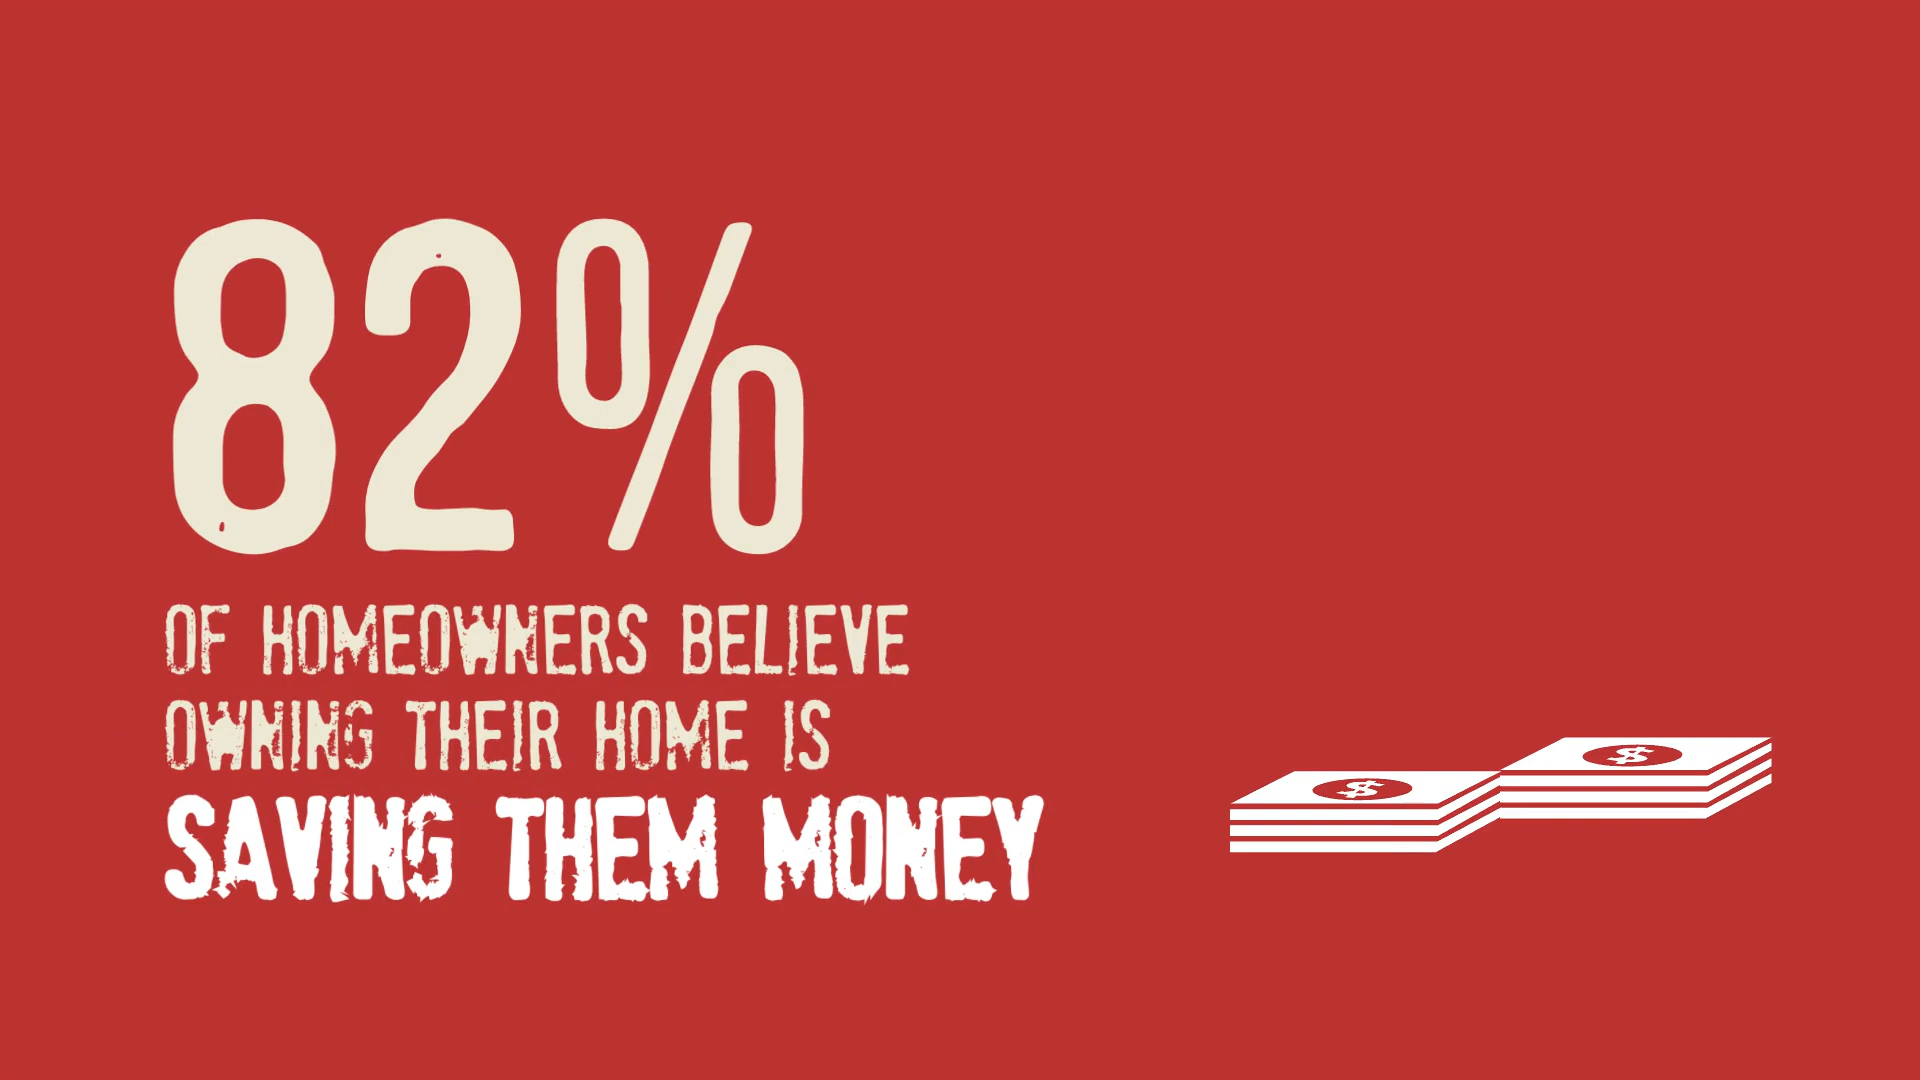 82%
OF HOMEOWNERS BELIEVE
OWNING THEIR HOME IS
SAVING THEM MONEY
$ $